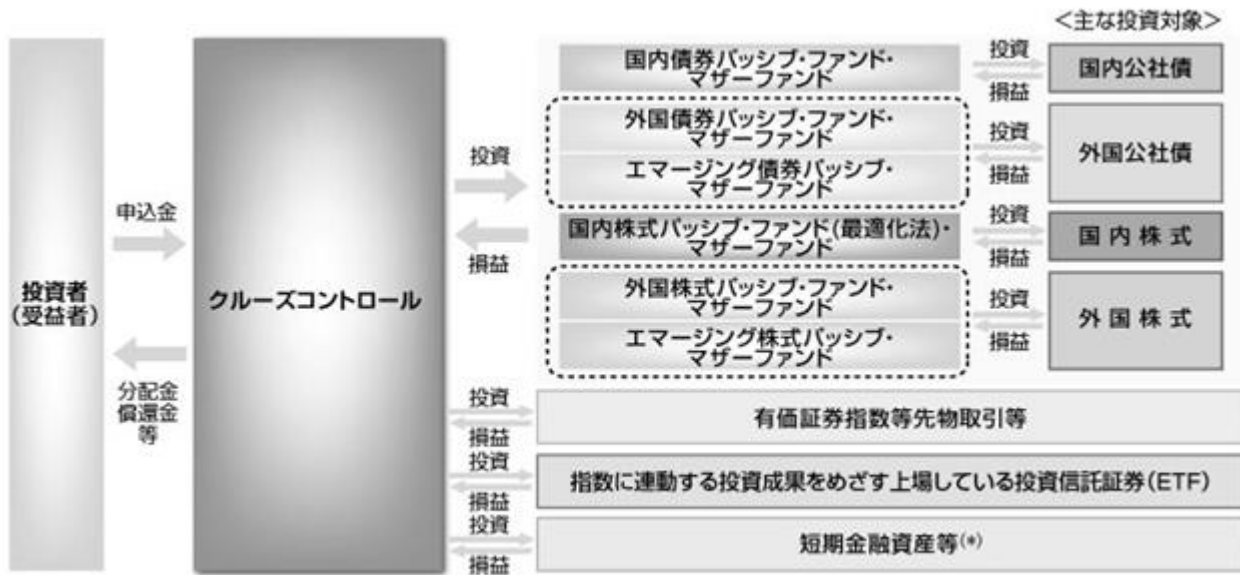 <主な投資対象>
投資者
(受益者)
申込金
分配金
償還金
等
クルーズコントロール
投資
損益
国内債券パッシブ・ファンド・
マザーファンド
投資
損益
国内公社債
外国債券パッシブ・ファンド・
マザーファンド
エマージング債券パッシブ・
マザーファンド
投資
損益
外国公社債
国内株式パッシブ・ファンド(最適化法)・
マザーファンド
投資
損益
国内株式
外国株式パッシブ・ファンド・
マザーファンド
エマージング株式パッシブ・
マザーファンド
投資
損益
外国株式
投資
損益
有価証券指数等先物取引等
投資
損益
指数に連動する投資成果をめざす上場している投資信託証券(ETF)
投資
損益
短期金融資産等(*)